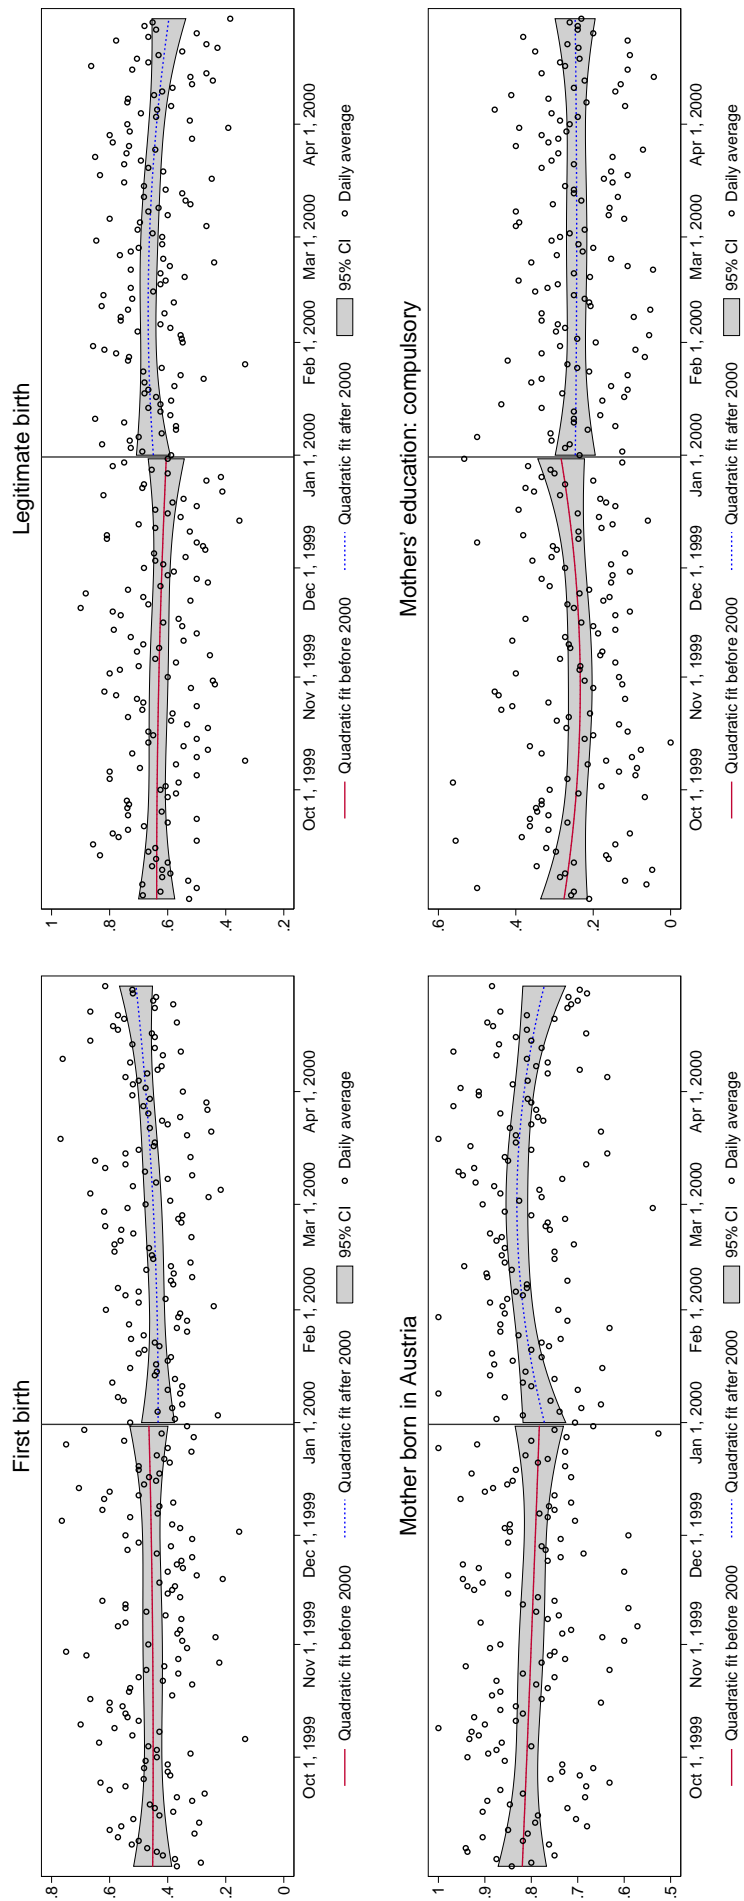 First birth
.8
.6
.4
.2
0
Oct 1, 1999 Nov 1, 1999 Dec 1, 1999 Jan 1, 2000 Feb 1, 2000 Mar 1, 2000 Apr 1, 2000
Quadratic fit before 2000 Quadratic fit after 2000 95% CI Daily average
Legitimate birth
1
.8
.6
.4
.2
Oct 1, 1999 Nov 1, 1999 Dec 1, 1999 Jan 1, 2000 Feb 1, 2000 Mar 1, 2000 Apr 1, 2000
Quadratic fit before 2000 Quadratic fit after 2000 95% CI Daily average
Mother born in Austria
1
.9
.8
.7
.6
.5
Oct 1, 1999 Nov 1, 1999 Dec 1, 1999 Jan 1, 2000 Feb 1, 2000 Mar 1, 2000 Apr 1, 2000
Quadratic fit before 2000 Quadratic fit after 2000 95% CI Daily average
Mothers' education: compulsory
.6
.4
.2
0
Oct 1, 1999 Nov 1, 1999 Dec 1, 1999 Jan 1, 2000 Feb 1, 2000 Mar 1, 2000 Apr 1, 2000
Quadratic fit before 2000 Quadratic fit after 2000 95% CI Daily average